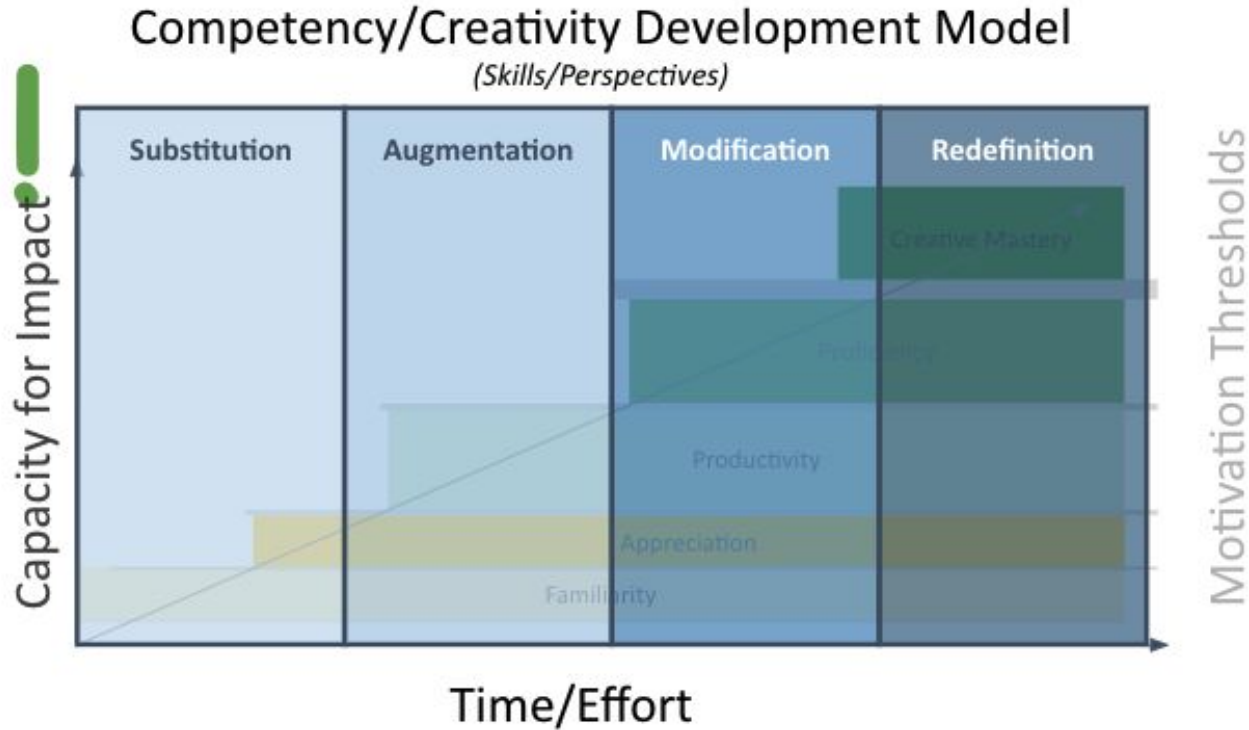 Competency/Creativity Development Model
(Skills/Perspectives)
Substitution
Augmentation
Modification
Redefinition
Creative Mastery
Proficiency
Productivity
Appreciation
Familiarity
Capacity for Impact
Motivation Thresholds
Time/Effort